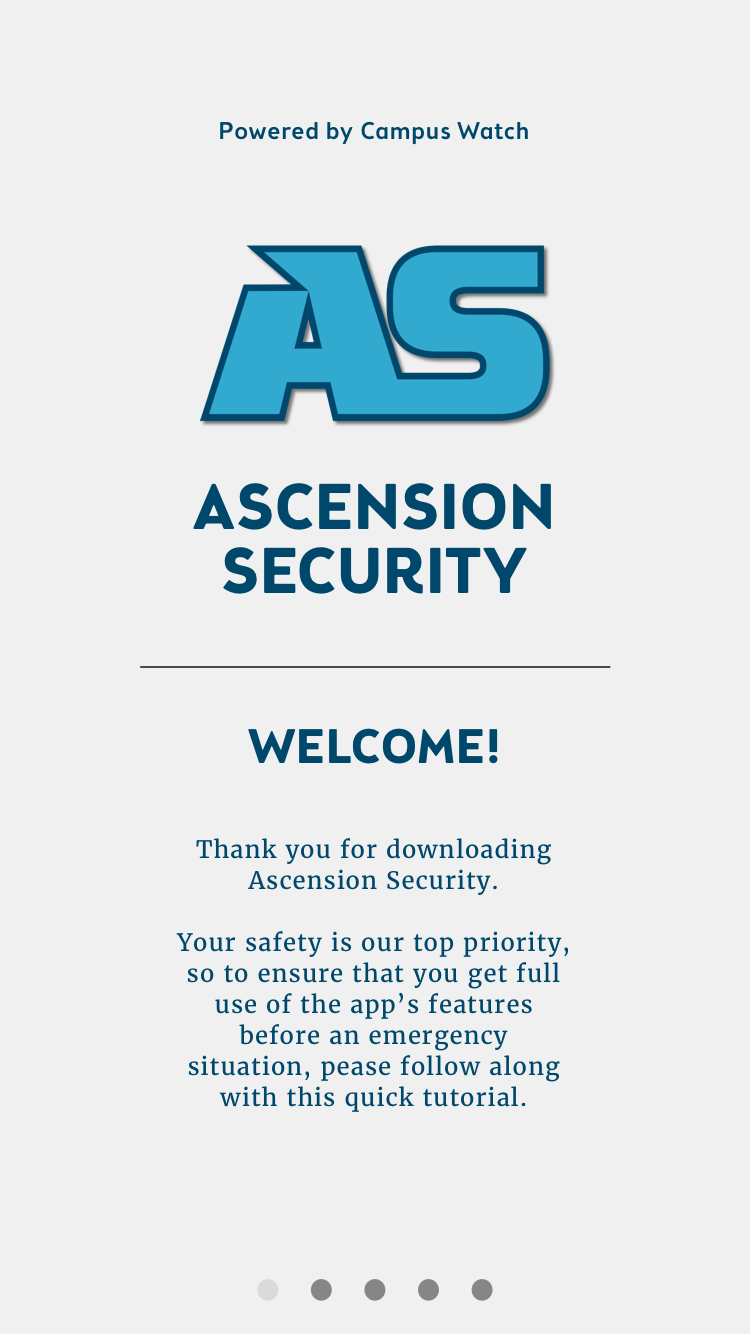 Powered by Campus Watch
AS
ASCENSION
SECURITY
WELCOME!
Thank you for downloading
Ascension Security.
Your safety is our top priority,
so to ensure that you get full
use of the app’s features
before an emergency
situation, pease follow along
with this quick tutorial.